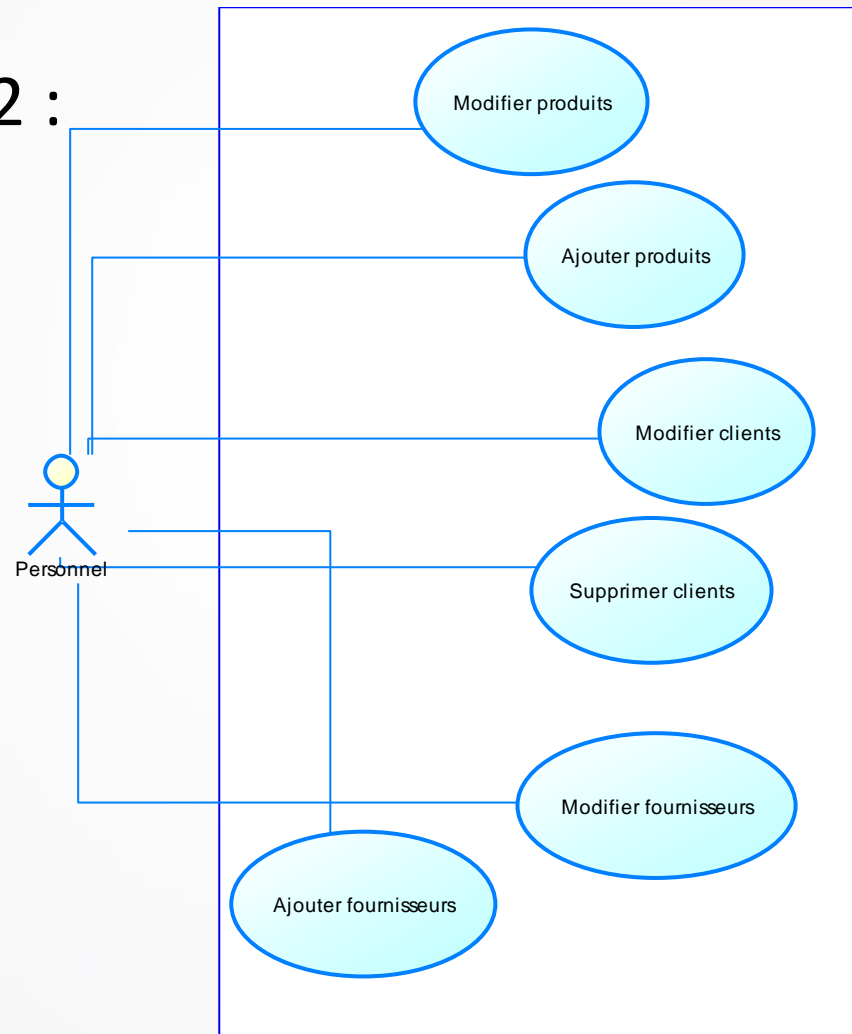 2 :
Modifier produits
Ajouter produits
Modifier clients
Personnel
Supprimer clients
Modifier fournisseurs
Ajouter fournisseurs